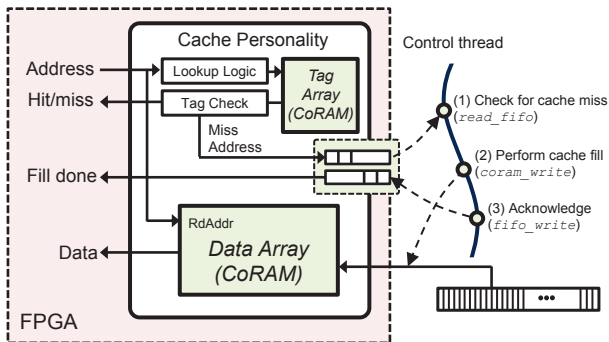 Cache Personality
Control thread
Address
Lookup Logic
Tag
Array
(CoRAM)
Hit/miss
Tag Check
(1) Check for cache miss
(read_fifo)
Miss
Address
(2) Perform cache fill
(coram_write)
Fill done
(3) Acknowledge
(fifo_write)
RdAddr
Data
Data Array
(CoRAM)
FPGA